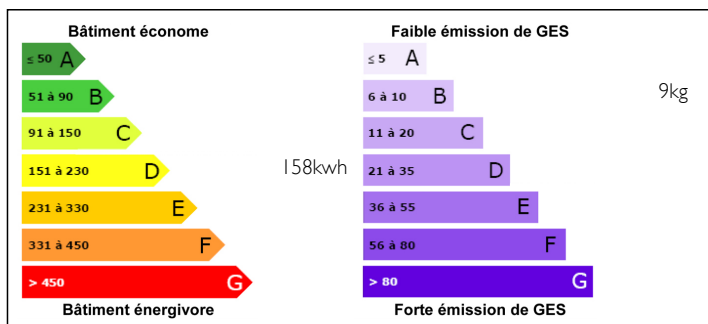 Bâtiment économe
≤ 50 A
51 à 90 B
91 à 150 C
151 à 230 D
231 à 330 E
331 à 450 F
> 450 G
Bâtiment énergivore
158kwh
Faible émission de GES
≤ 5 A
6 à 10 B
11 à 20 C
21 à 35 D
36 à 55 E
56 à 80 F
> 80 G
Forte émission de GES
9kg